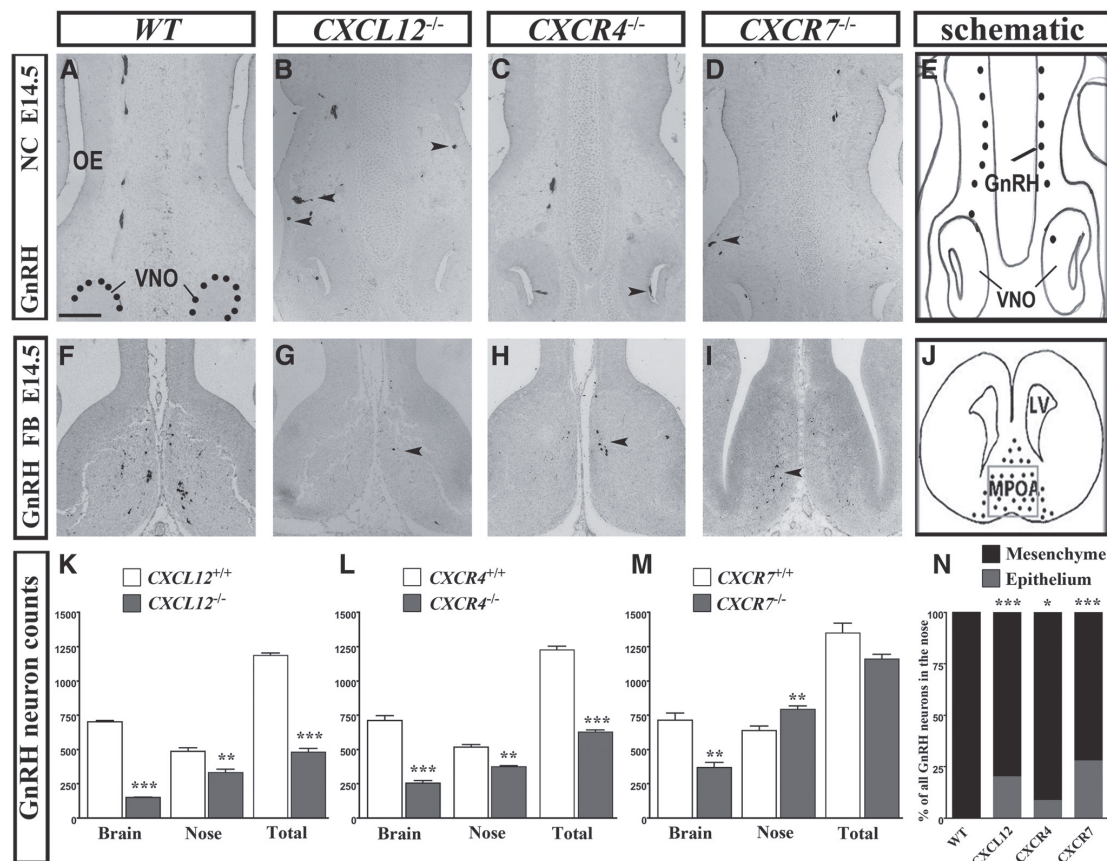 WT CXCL12-/- CXCR4-/- CXCR7-/- schematic
GnRH NC E14.5
A B C D E
OE
GnRH
VNO
VNO
GnRH FB E14.5
F G H I J
LV
MPOA
GnRH neuron counts
K
CXCL12+/+
CXCL12-/-
1500
1250
1000
750
500
250
0
*** ** ***
Brain Nose Total
L
CXCR4+/+
CXCR4-/-
1500
1250
1000
750
500
250
0
*** ** ***
Brain Nose Total
M
CXCR7+/+
CXCR7-/-
1500
1250
1000
750
500
250
0
** **
Brain Nose Total
N
Mesenchyme
Epithelium
*** * ***
% of all GnRH neurons in the nose
100
75
50
25
0
WT CXCL12 CXCR4 CXCR7